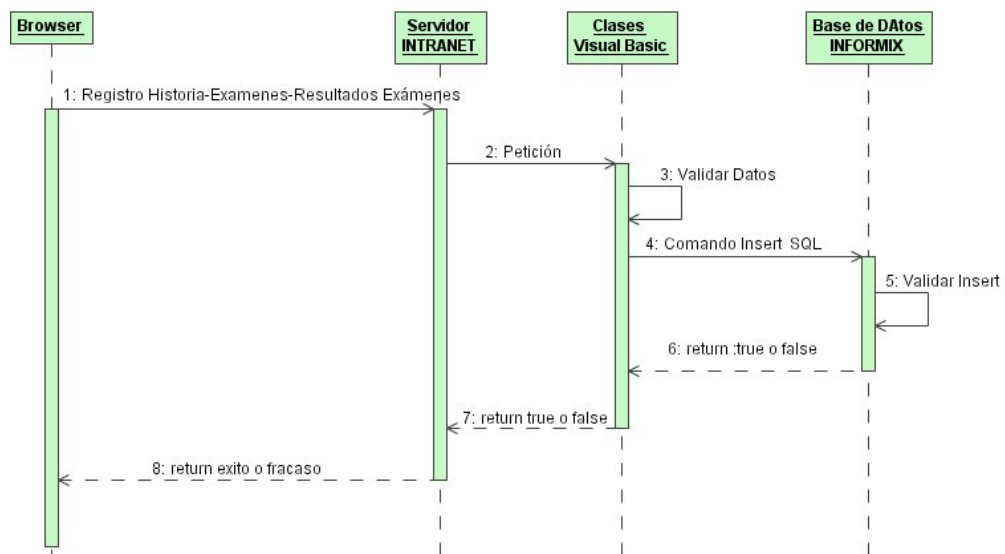 Browser
Servidor
INTRANET
Clases
Visual Basic
Base de DAtos
INFORMIX
1: Registro Historia-Examenes-Resultados Exámenes
2: Petición
3: Validar Datos
4: Comando Insert SQL
5: Validar Insert
6: return :true o false
7: return true o false
8: return exito o fracaso